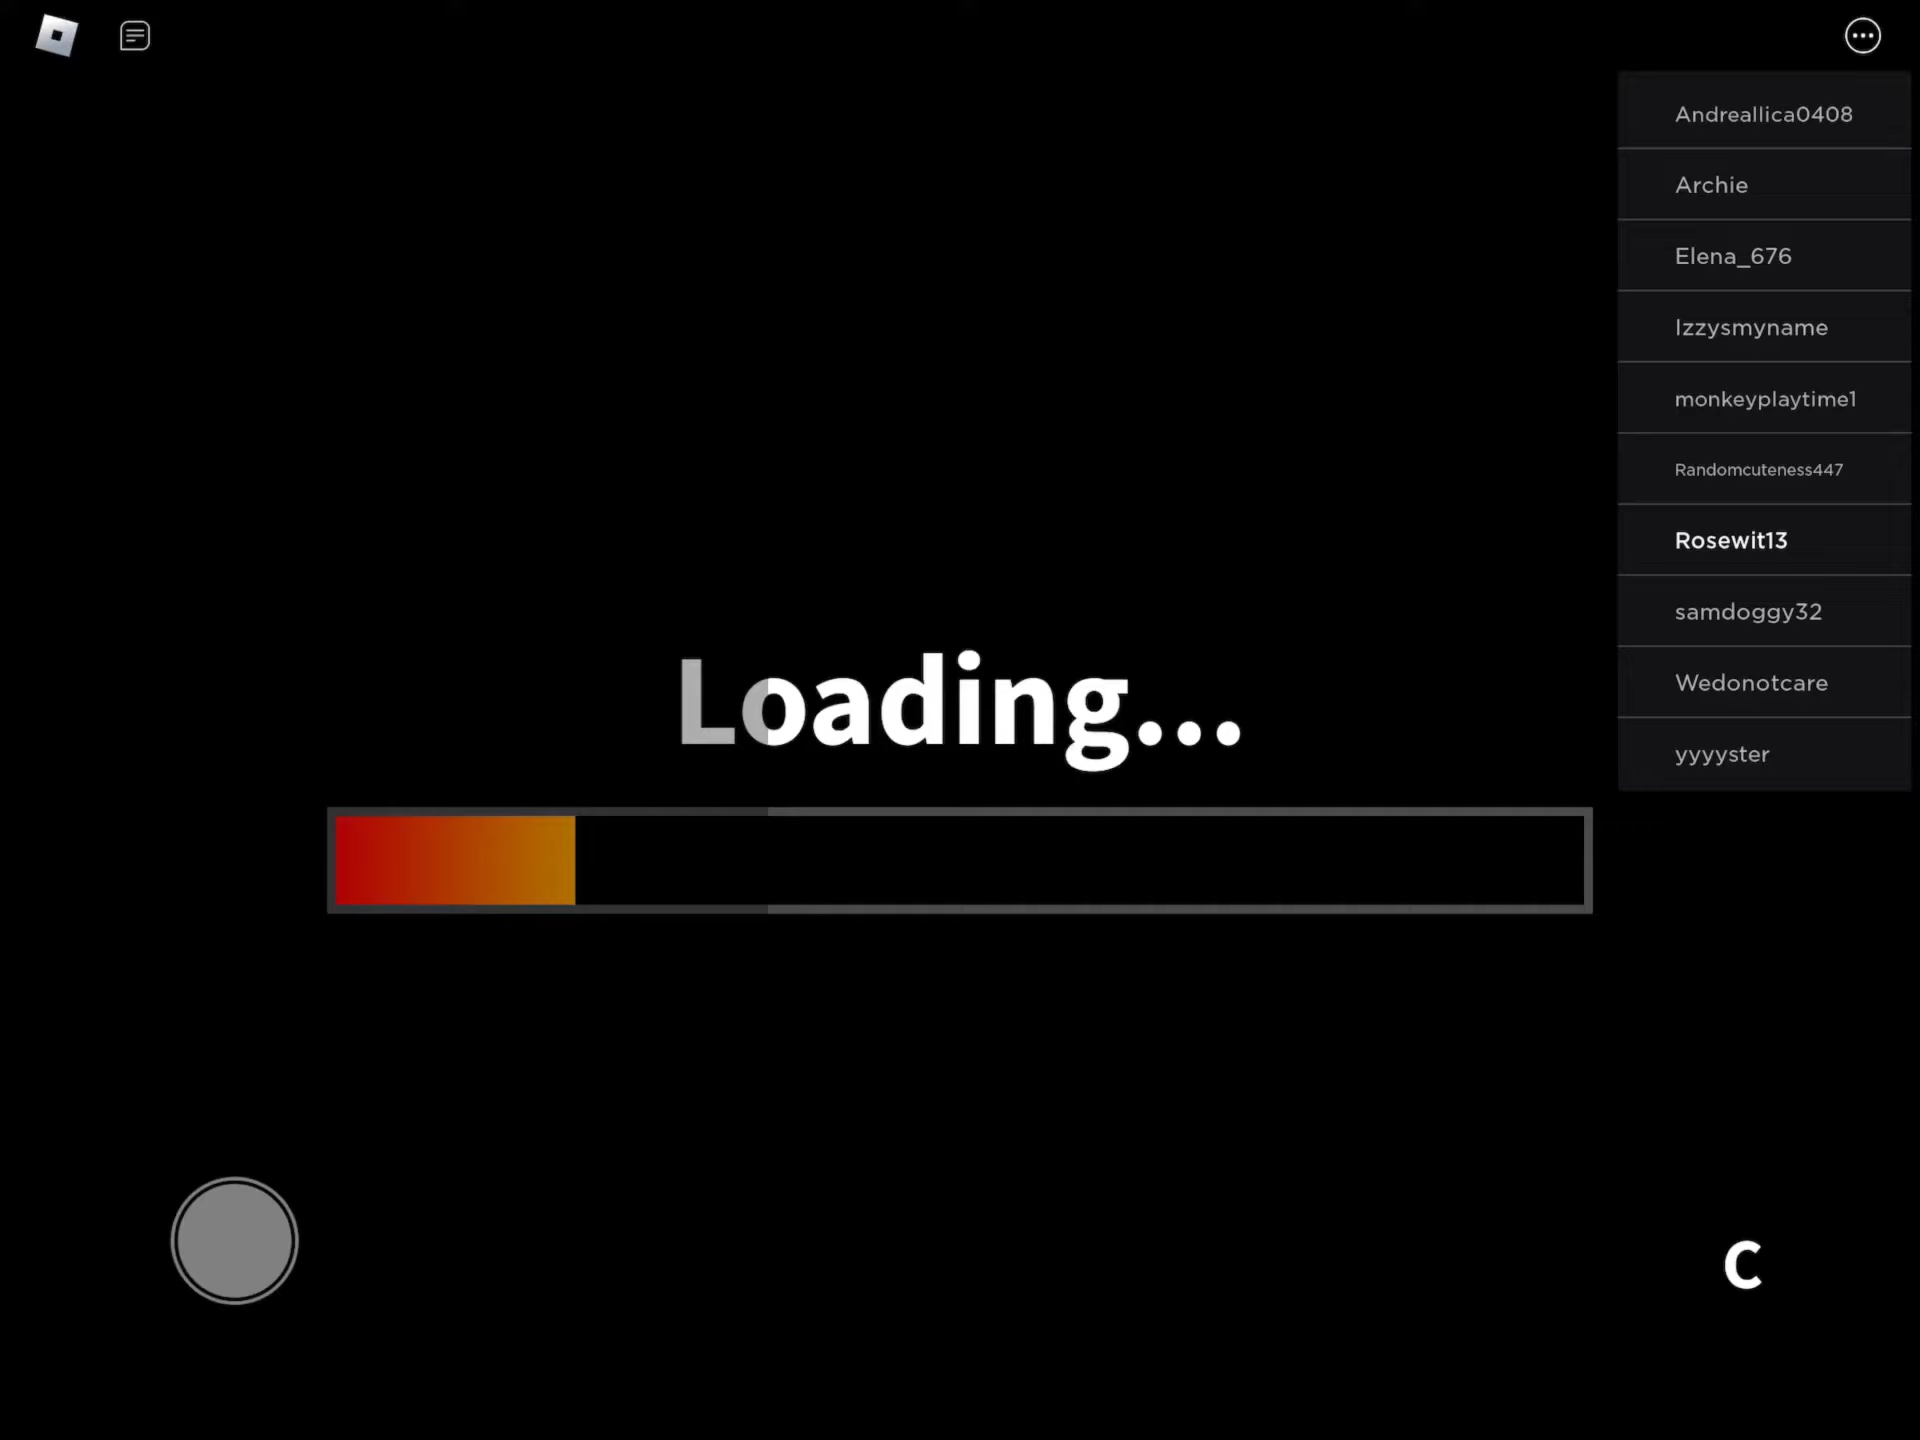 Andreallica0408
Archie
Elena_676
Izzysmyname
monkeyplaytime1
Randomcuteness447
Rosewit13
samdoggy32
Wedonotcare
yyyyster
Loading...
C